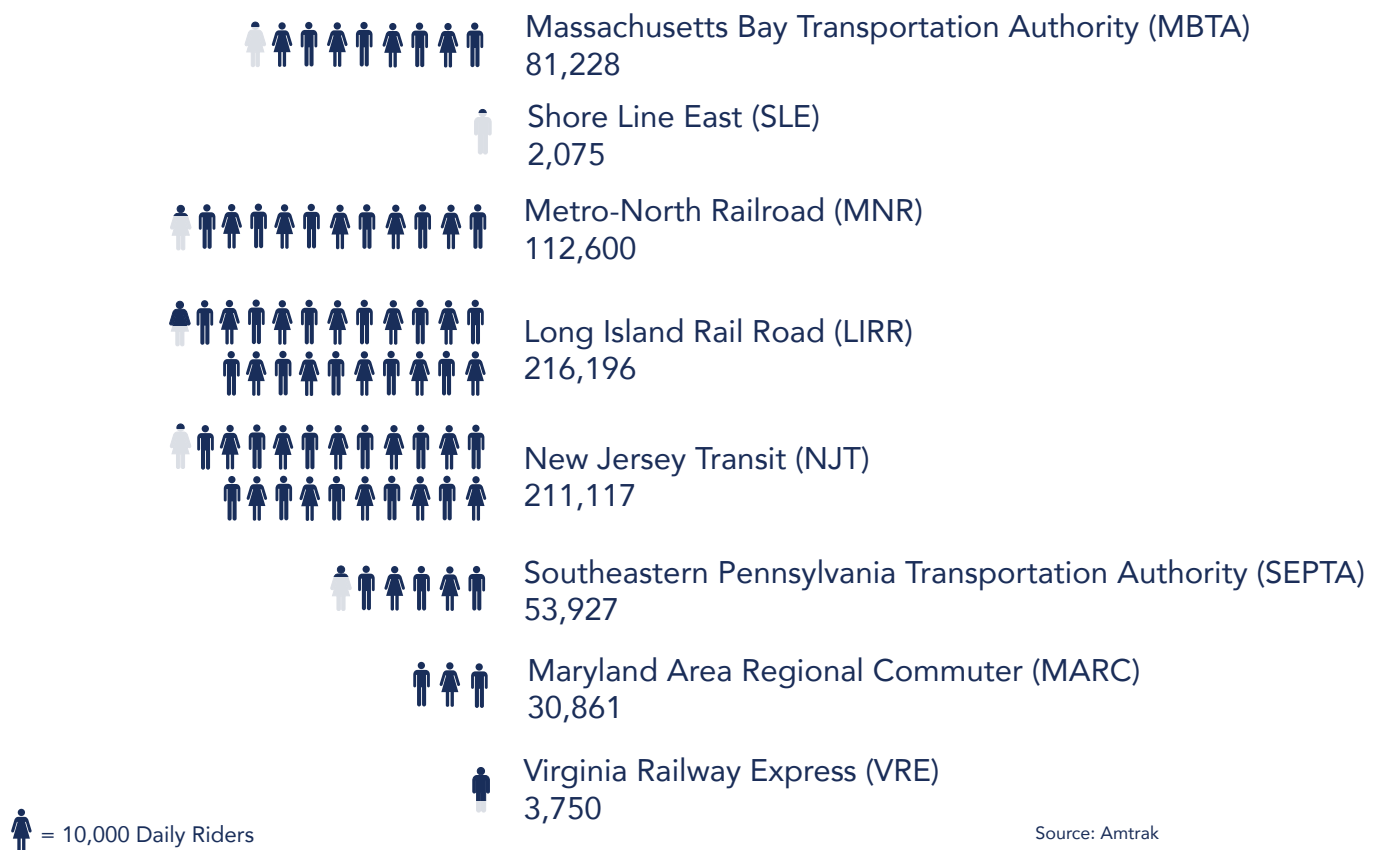 Massachusetts Bay Transportation Authority (MBTA)
81,228
Shore Line East (SLE)
2,075
Metro-North Railroad (MNR)
112,600
Long Island Rail Road (LIRR)
216,196
New Jersey Transit (NJT)
211,117
Southeastern Pennsylvania Transportation Authority (SEPTA)
53,927
Maryland Area Regional Commuter (MARC)
30,861
Virginia Railway Express (VRE)
3,750
= 10,000 Daily Riders
Source: Amtrak